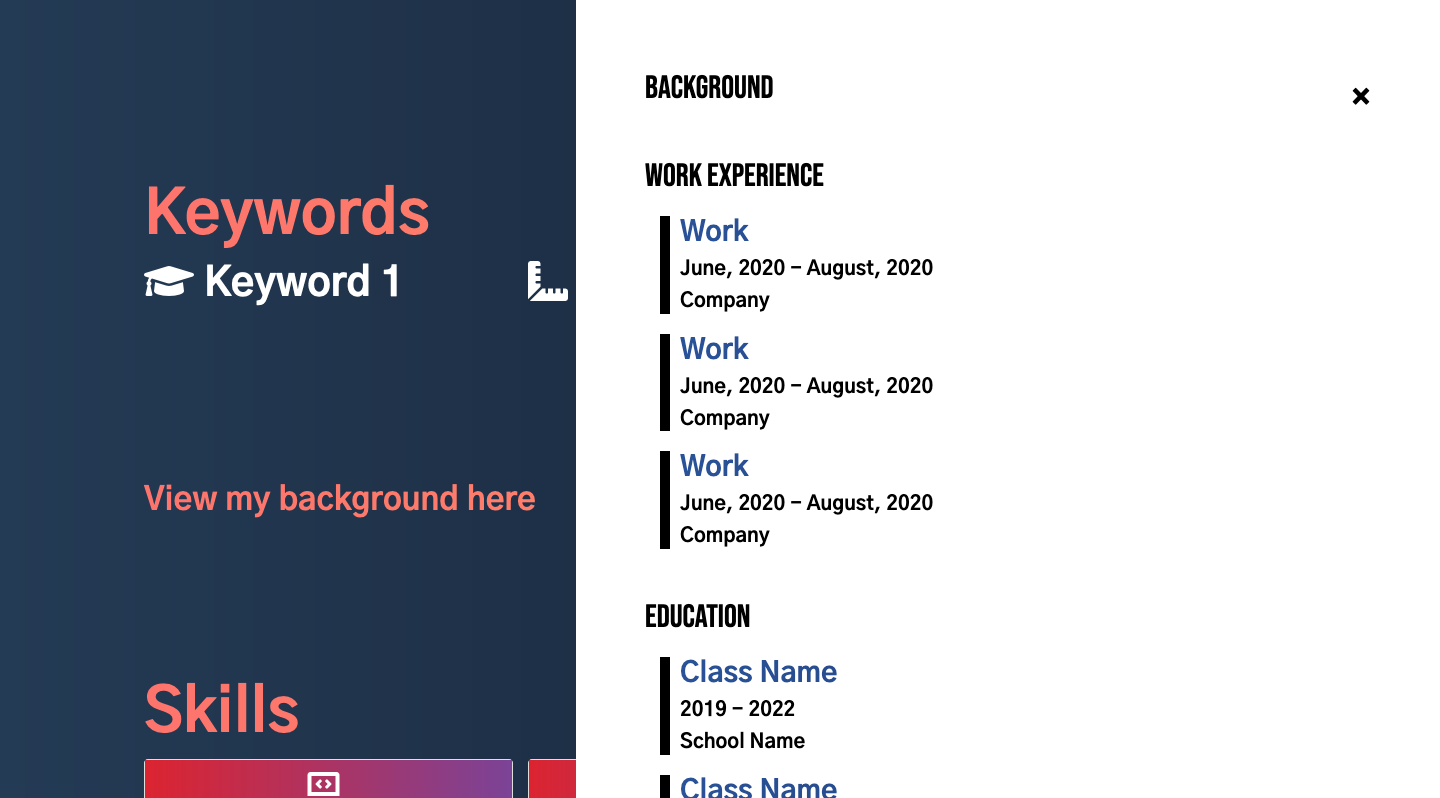 Keywords
Keyword 1
View my background here
Skills
BACKGROUND
WORK EXPERIENCE
Work
June, 2020 - August, 2020
Company
Work
June, 2020 - August, 2020
Company
Work
June, 2020 - August, 2020
Company
EDUCATION
Class Name
2019 - 2022
School Name
Class Name